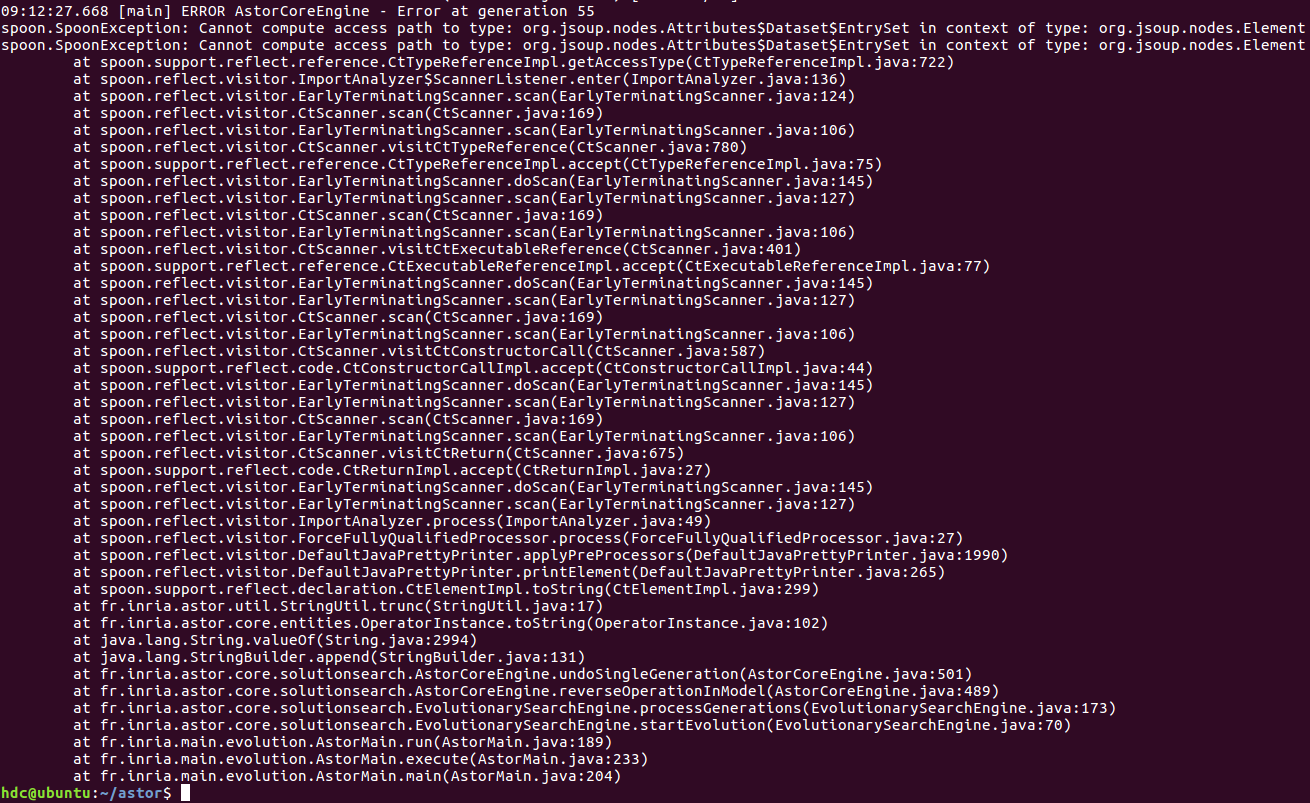 09:12:27.668 [main] ERROR AstorCoreEngine - Error at generation 55
spoon.SpoonException: Cannot compute access path to type: org.jsoup.nodes.Attributes$Dataset$EntrySet in context of type: org.jsoup.nodes.Element
spoon.SpoonException: Cannot compute access path to type: org.jsoup.nodes.Attributes$Dataset$EntrySet in context of type: org.jsoup.nodes.Element
at spoon.support.reflect.reference.CtTypeReferenceImpl.getAccessType(CtTypeReferenceImpl.java:722)
at spoon.reflect.visitor.ImportAnalyzer$ScannerListener.enter(ImportAnalyzer.java:136)
at spoon.reflect.visitor.EarlyTerminatingScanner.scan(EarlyTerminatingScanner.java:124)
at spoon.reflect.visitor.CtScanner.scan(CtScanner.java:169)
at spoon.reflect.visitor.EarlyTerminatingScanner.scan(EarlyTerminatingScanner.java:106)
at spoon.reflect.visitor.CtScanner.visitCtTypeReference(CtScanner.java:780)
at spoon.support.reflect.reference.CtTypeReferenceImpl.accept(CtTypeReferenceImpl.java:75)
at spoon.reflect.visitor.EarlyTerminatingScanner.doScan(EarlyTerminatingScanner.java:145)
at spoon.reflect.visitor.EarlyTerminatingScanner.scan(EarlyTerminatingScanner.java:127)
at spoon.reflect.visitor.CtScanner.scan(CtScanner.java:169)
at spoon.reflect.visitor.EarlyTerminatingScanner.scan(EarlyTerminatingScanner.java:106)
at spoon.reflect.visitor.CtScanner.visitCtExecutableReference(CtScanner.java:401)
at spoon.support.reflect.reference.CtExecutableReferenceImpl.accept(CtExecutableReferenceImpl.java:77)
at spoon.reflect.visitor.EarlyTerminatingScanner.doScan(EarlyTerminatingScanner.java:145)
at spoon.reflect.visitor.EarlyTerminatingScanner.scan(EarlyTerminatingScanner.java:127)
at spoon.reflect.visitor.CtScanner.scan(CtScanner.java:169)
at spoon.reflect.visitor.EarlyTerminatingScanner.scan(EarlyTerminatingScanner.java:106)
at spoon.reflect.visitor.CtScanner.visitCtConstructorCall(CtScanner.java:587)
at spoon.support.reflect.code.CtConstructorCallImpl.accept(CtConstructorCallImpl.java:44)
at spoon.reflect.visitor.EarlyTerminatingScanner.doScan(EarlyTerminatingScanner.java:145)
at spoon.reflect.visitor.EarlyTerminatingScanner.scan(EarlyTerminatingScanner.java:127)
at spoon.reflect.visitor.CtScanner.scan(CtScanner.java:169)
at spoon.reflect.visitor.EarlyTerminatingScanner.scan(EarlyTerminatingScanner.java:106)
at spoon.reflect.visitor.CtScanner.visitCtReturn(CtScanner.java:675)
at spoon.support.reflect.code.CtReturnImpl.accept(CtReturnImpl.java:27)
at spoon.reflect.visitor.EarlyTerminatingScanner.doScan(EarlyTerminatingScanner.java:145)
at spoon.reflect.visitor.EarlyTerminatingScanner.scan(EarlyTerminatingScanner.java:127)
at spoon.reflect.visitor.ImportAnalyzer.process(ImportAnalyzer.java:49)
at spoon.reflect.visitor.ForceFullyQualifiedProcessor.process(ForceFullyQualifiedProcessor.java:27)
at spoon.reflect.visitor.DefaultJavaPrettyPrinter.applyPreProcessors(DefaultJavaPrettyPrinter.java:1990)
at spoon.reflect.visitor.DefaultJavaPrettyPrinter.printElement(DefaultJavaPrettyPrinter.java:265)
at spoon.support.reflect.declaration.CtElementImpl.toString(CtElementImpl.java:299)
at fr.inria.astor.util.StringUtil.trunc(StringUtil.java:17)
at fr.inria.astor.core.entities.OperatorInstance.toString(OperatorInstance.java:102)
at java.lang.String.valueOf(String.java:2994)
at java.lang.StringBuilder.append(StringBuilder.java:131)
at fr.inria.astor.core.solutionsearch.AstorCoreEngine.undoSingleGeneration(AstorCoreEngine.java:501)
at fr.inria.astor.core.solutionsearch.AstorCoreEngine.reverseOperationInModel(AstorCoreEngine.java:489)
at fr.inria.astor.core.solutionsearch.EvolutionarySearchEngine.processGenerations(EvolutionarySearchEngine.java:173)
at fr.inria.astor.core.solutionsearch.EvolutionarySearchEngine.startEvolution(EvolutionarySearchEngine.java:70)
at fr.inria.main.evolution.AstorMain.run(AstorMain.java:189)
at fr.inria.main.evolution.AstorMain.execute(AstorMain.java:233)
at fr.inria.main.evolution.AstorMain.main(AstorMain.java:204)
hdc@ubuntu:~/astor$